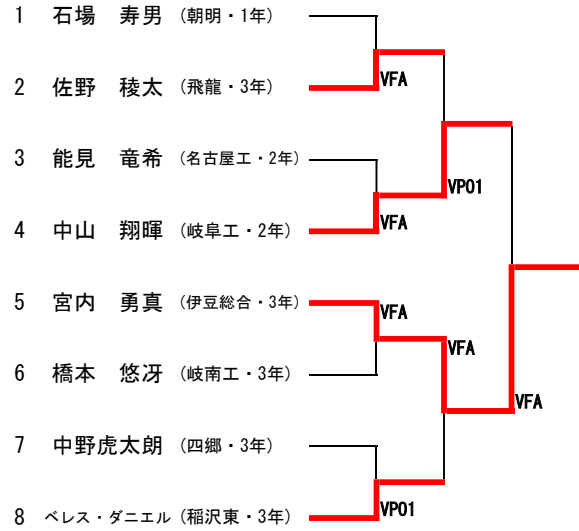 1 石場 寿男 (朝明・1年)
2 佐野 稜太 (飛龍・3年)
VFA
3 能見 竜希 (名古屋工・2年)
VPO1
4 中山 翔暉 (岐阜工・2年)
VFA
5 宮内 勇真 (伊豆総合・3年)
VFA
VFA
6 橋本 悠冴 (岐南工・3年)
VFA
7 中野虎太朗 (四郷・3年)
8 ベレス・ダニエル (稲沢東・3年)
VPO1